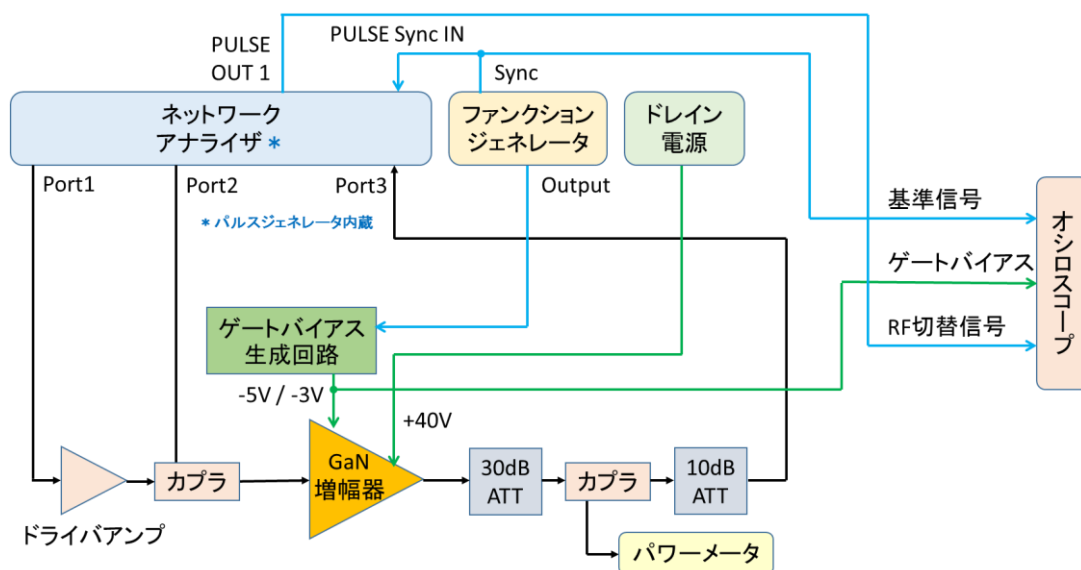 PULSE
OUT 1
PULSE Sync IN
Sync
ネットワーク
アナライザ *
ファンクション
ジェネレータ
ドレイン
電源
Port1
Port2
Port3
Output
* パルスジェネレータ内蔵
基準信号
ゲートバイアス
RF切替信号
オシロスコープ
ゲートバイアス
生成回路
-5V / -3V
+40V
GaN
増幅器
カプラ
30dB
ATT
カプラ
10dB
ATT
ドライバアンプ
パワーメータ